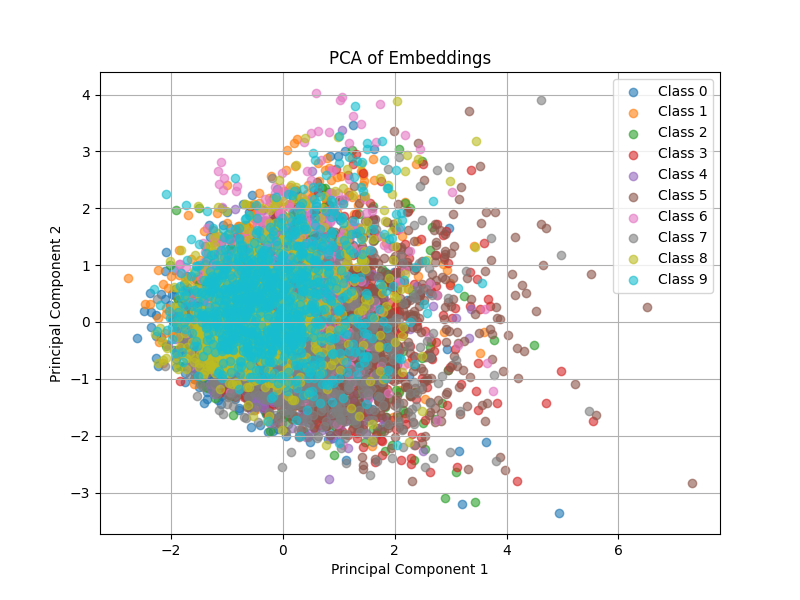 PCA of Embeddings
Class 0
Class 1
Class 2
Class 3
Class 4
Class 5
Class 6
Class 7
Class 8
Class 9
4
3
2
1
0
−1
−2
−3
Principal Component 2
−2
0
2
4
6
Principal Component 1